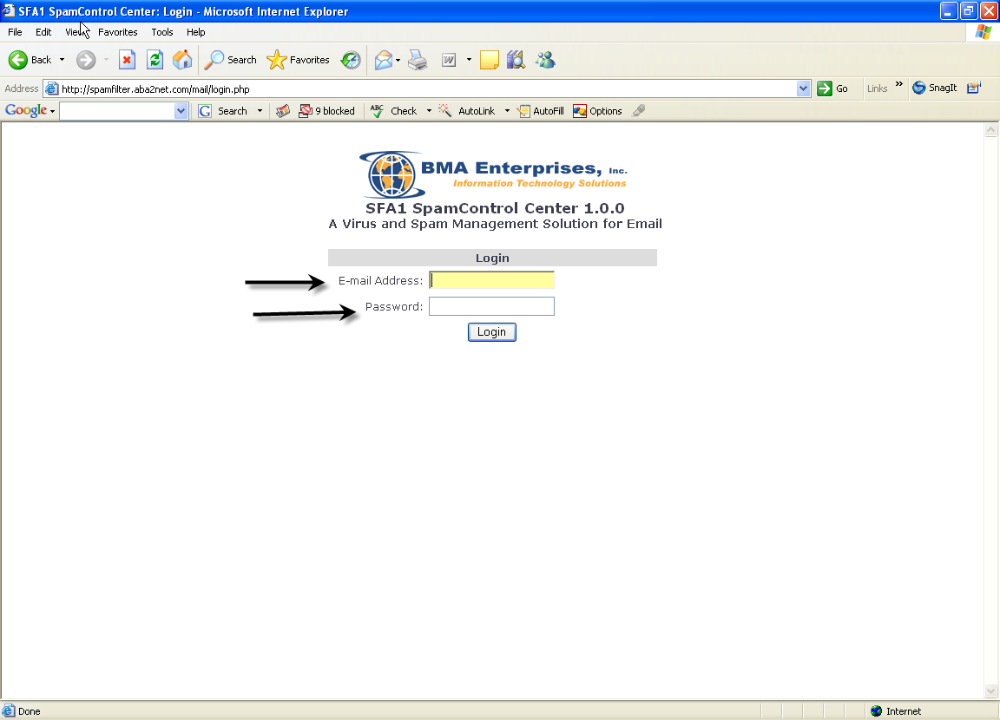 SFA1 SpamControl Center: Login - Microsoft Internet Explorer
File Edit View Favorites Tools Help
Back Search Favorites W
Address http://spamfilter.aba2net.com/mail/login.php Go Links » SnagIt
Google G Search 9 blocked ABC Check AutoLink AutoFill Options
BMA Enterprises, Inc.
Information Technology Solutions
SFA1 SpamControl Center 1.0.0
A Virus and Spam Management Solution for Email
Login
E-mail Address:
Password:
Login
Done Internet